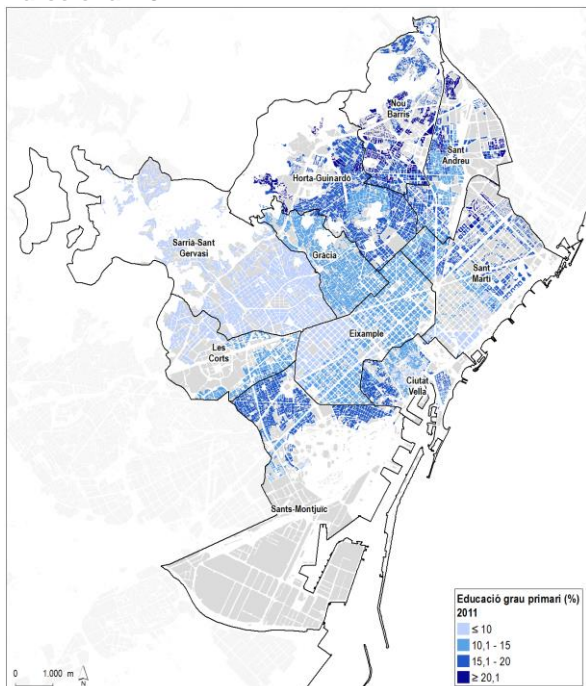 Nou
Barris
Sant
Andreu
Horta-Guinardó
Sarrià-Sant
Gervasi
Gràcia
Sant
Martí
Eixample
Les
Corts
Ciutat
Vella
Sants-Montjuïc
Educació grau primari (%)
2011
≤ 10
10,1 - 15
15,1 - 20
≥ 20,1
0 1.000 m
N